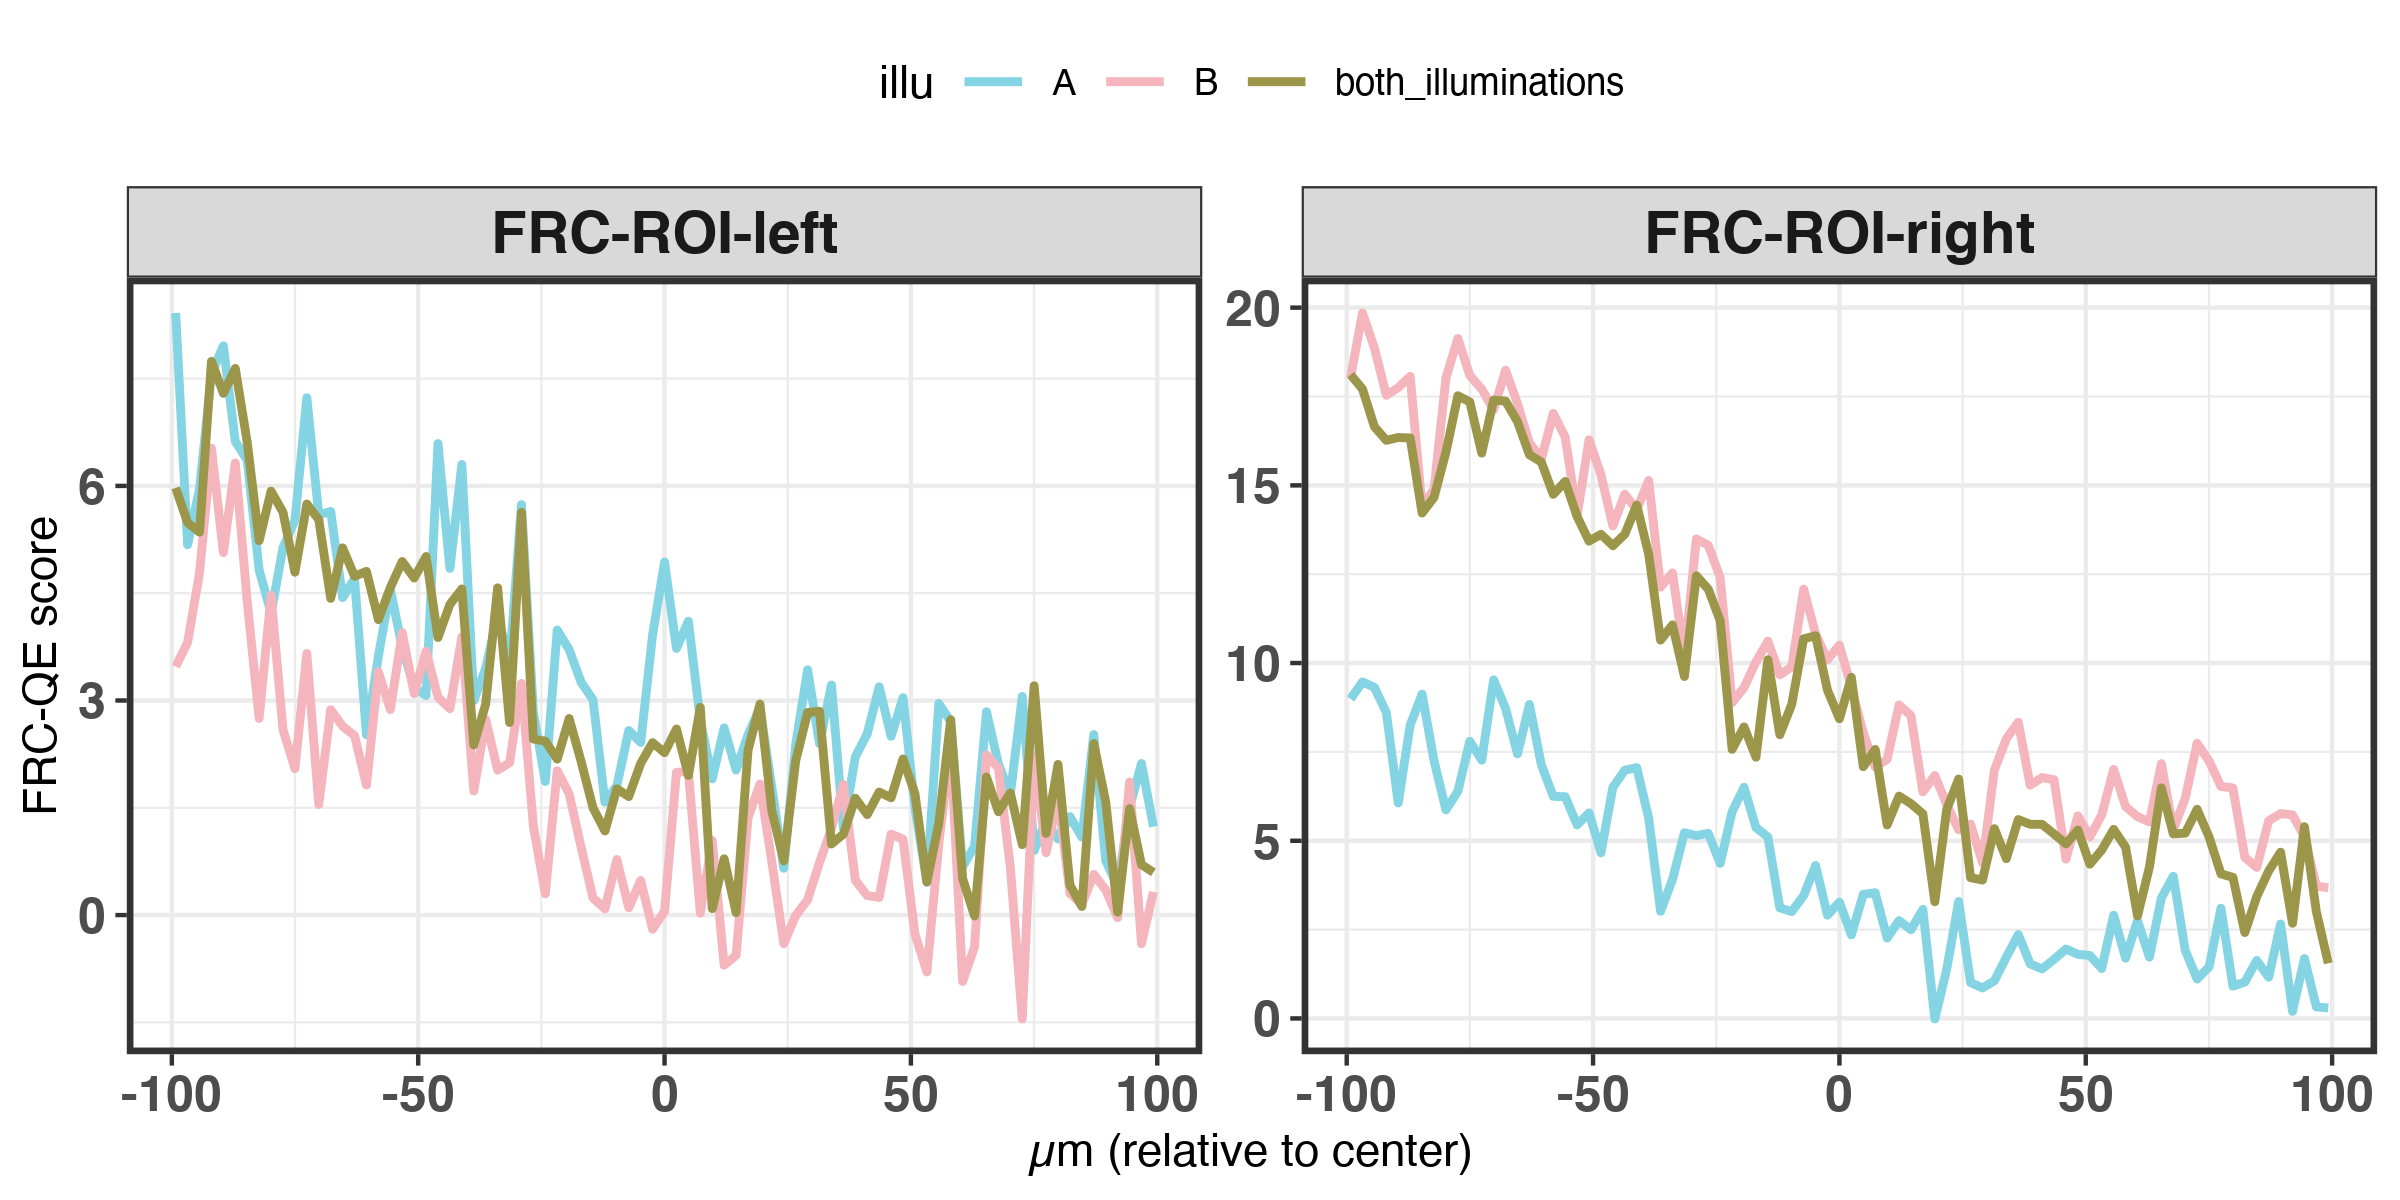 illu A B both_illuminations
FRC-ROI-left FRC-ROI-right
FRC-QE score
6
3
0
20
15
10
5
0
-100 -50 0 50 100 -100 -50 0 50 100
µm (relative to center)